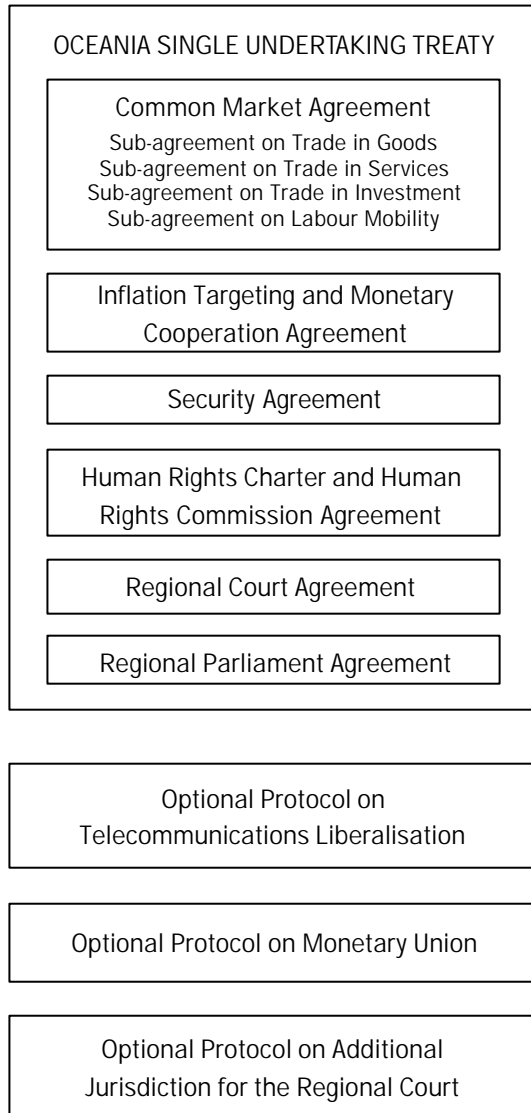 OCEANIA SINGLE UNDERTAKING TREATY
Common Market Agreement
Sub-agreement on Trade in Goods
Sub-agreement on Trade in Services
Sub-agreement on Trade in Investment
Sub-agreement on Labour Mobility
Inflation Targeting and Monetary
Cooperation Agreement
Security Agreement
Human Rights Charter and Human
Rights Commission Agreement
Regional Court Agreement
Regional Parliament Agreement
Optional Protocol on
Telecommunications Liberalisation
Optional Protocol on Monetary Union
Optional Protocol on Additional
Jurisdiction for the Regional Court